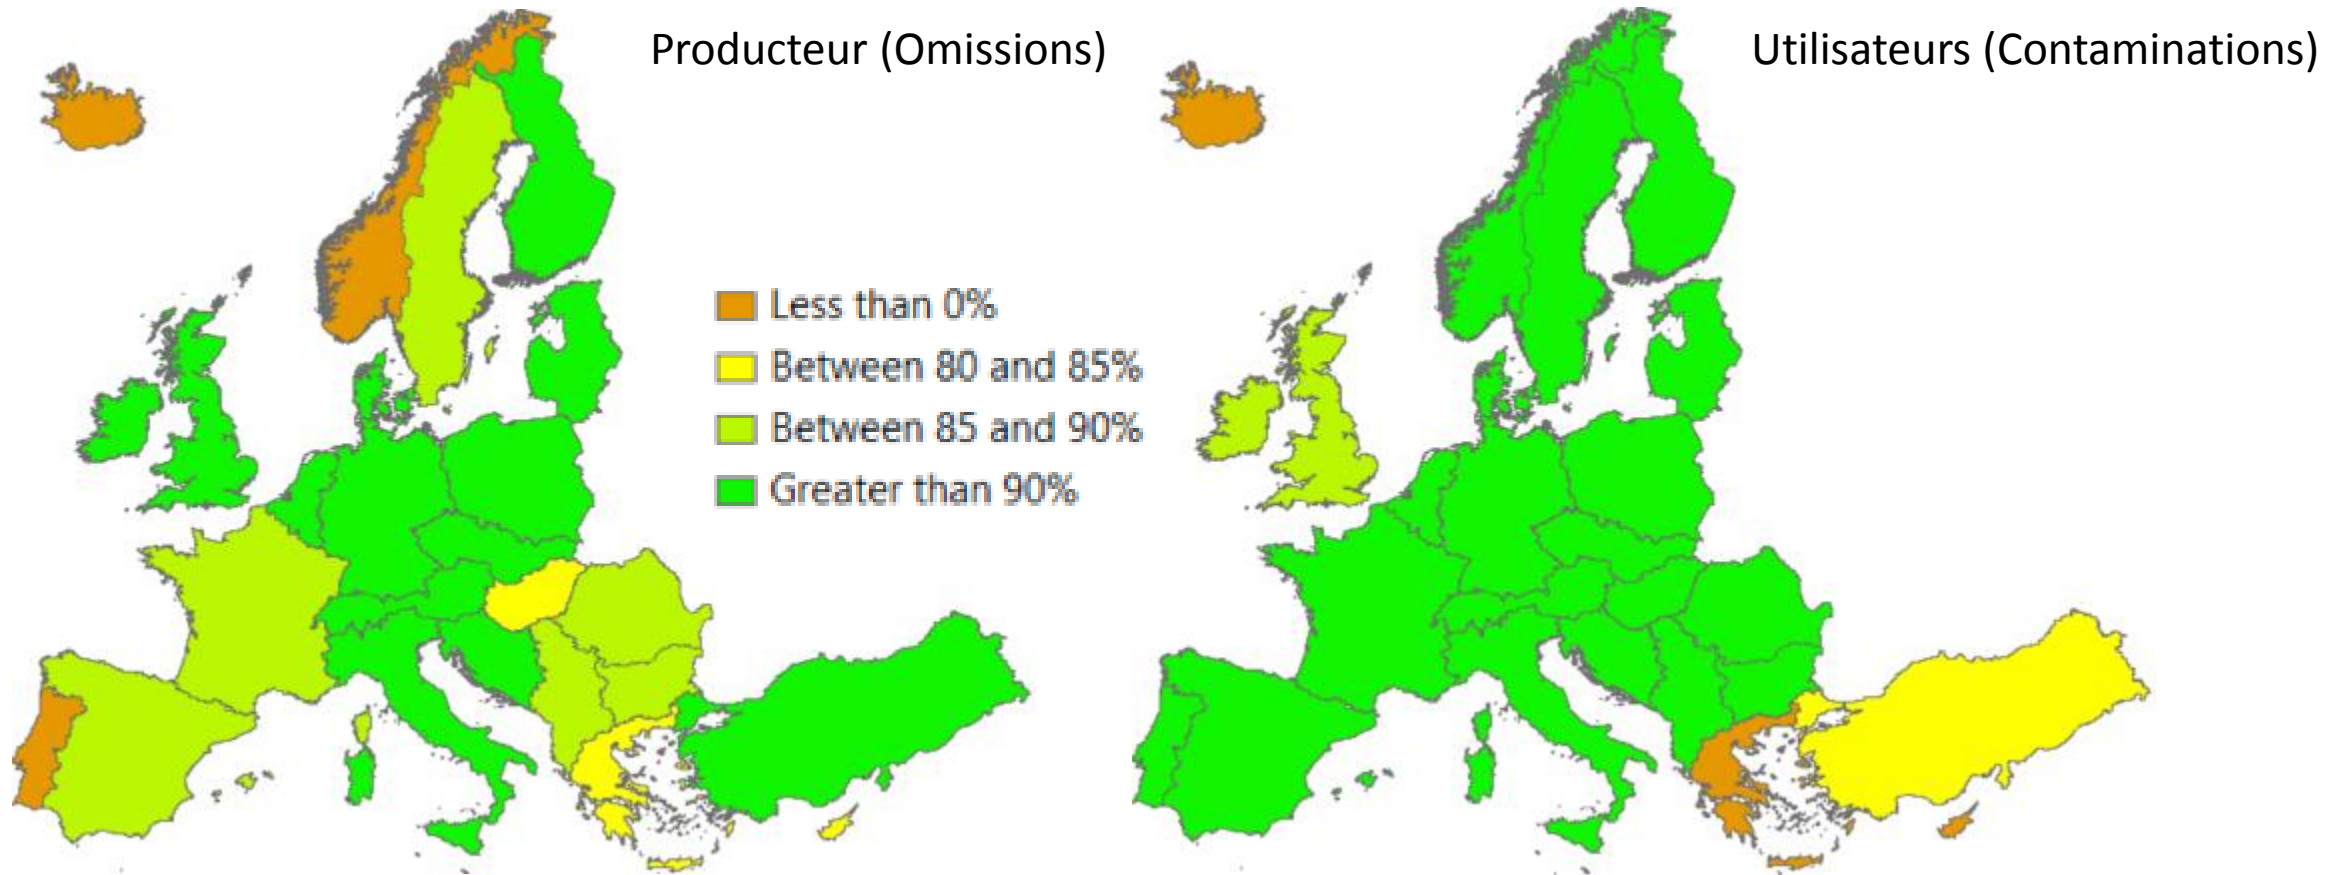 Producteur (Omissions)
Utilisateurs (Contaminations)
Less than 0%
Between 80 and 85%
Between 85 and 90%
Greater than 90%